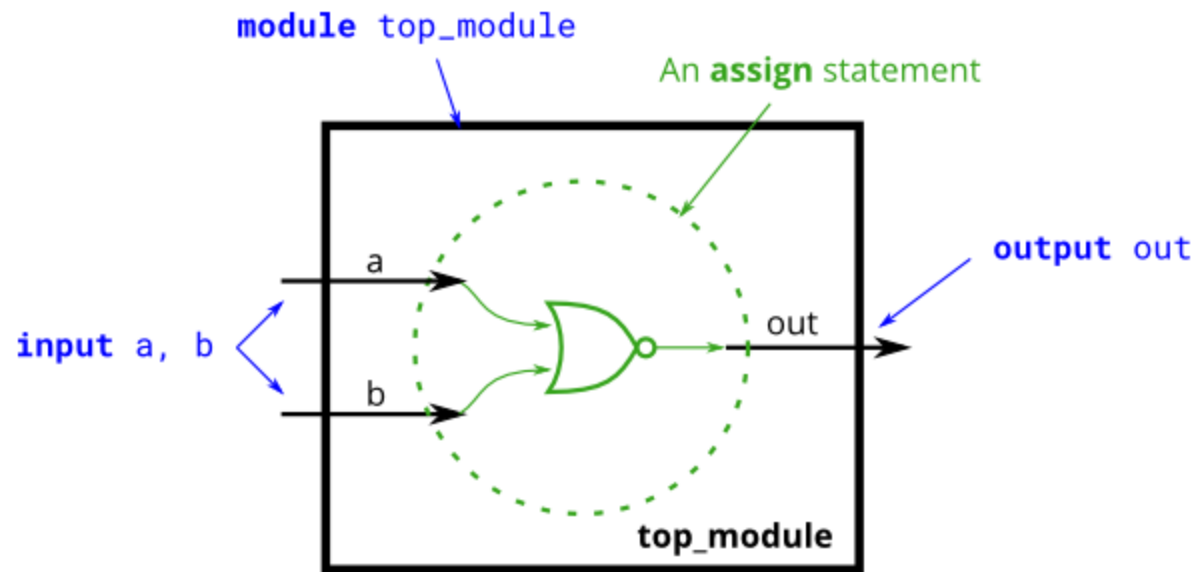 module top_module
An assign statement
a
output out
out
input a, b
b
top_module